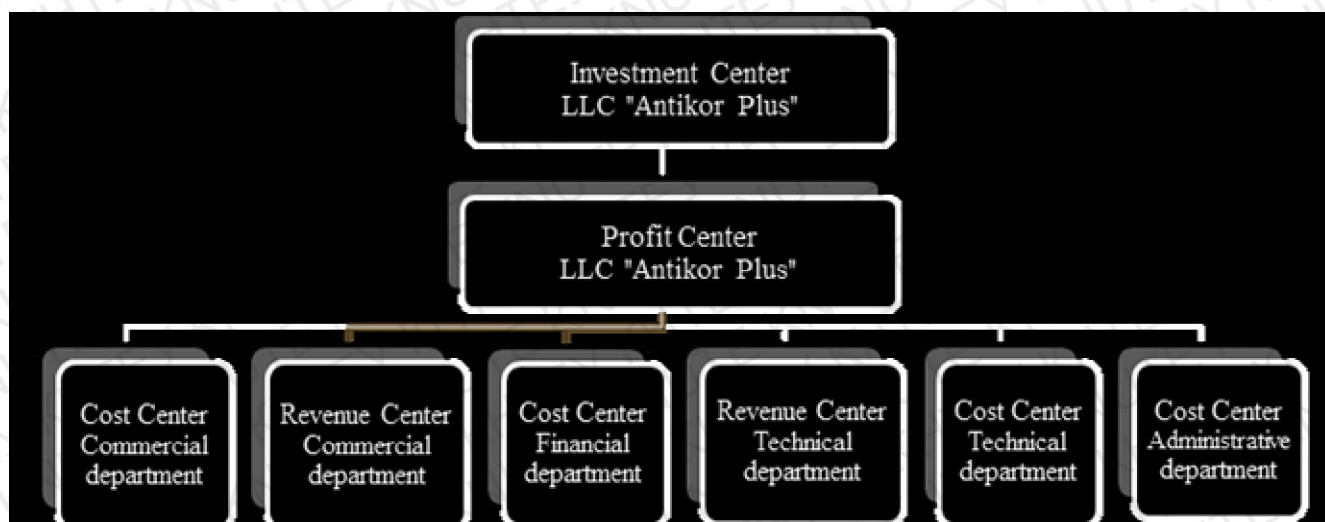 Investment Center
LLC "Antikor Plus"
Profit Center
LLC "Antikor Plus"
Cost Center
Commercial
department
Revenue Center
Commercial
department
Cost Center
Financial
department
Revenue Center
Technical
department
Cost Center
Technical
department
Cost Center
Administrative
department